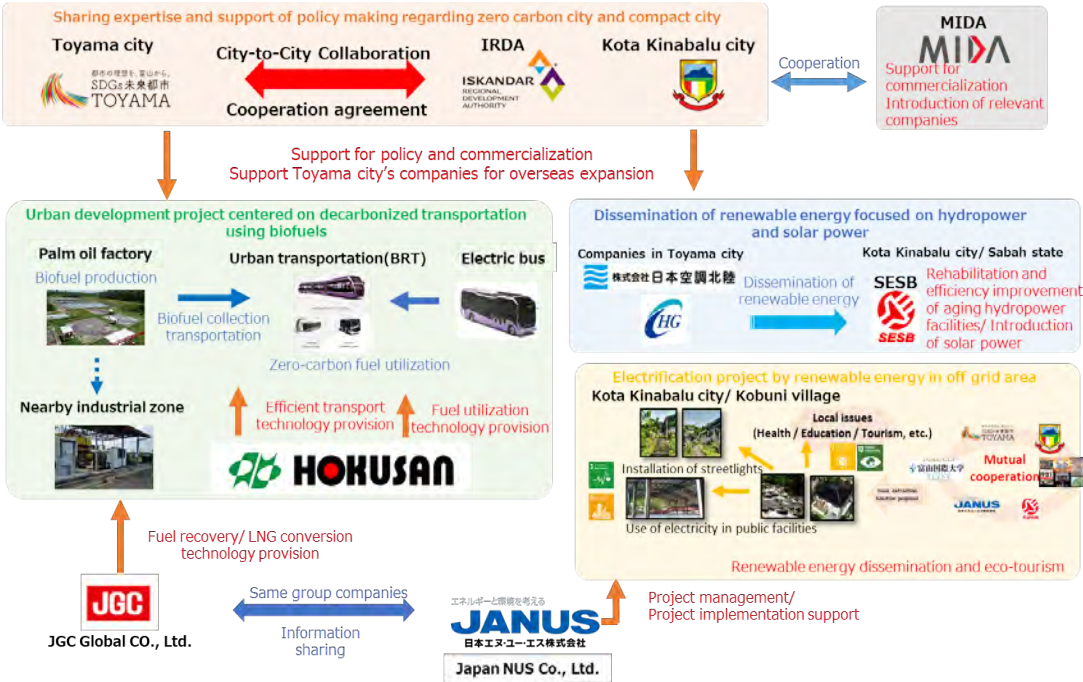 Sharing expertise and support of policy making regarding zero carbon city and compact city
Toyama city
都市の理想を、富山から。
SDGs未来都市
TOYAMA
City-to-City Collaboration
Cooperation agreement
IRDA
ISKANDAR
REGIONAL
DEVELOPMENT
AUTHORITY
Kota Kinabalu city
Cooperation
MIDA
MIDA
Support for
commercialization
Introduction of relevant
companies
Support for policy and commercialization
Support Toyama city's companies for overseas expansion
Urban development project centered on decarbonized transportation
using biofuels
Palm oil factory
Biofuel production
Urban transportation(BRT)
Electric bus
Biofuel collection
transportation
Zero-carbon fuel utilization
Nearby industrial zone
Efficient transport
technology provision
Fuel utilization
technology provision
HOKUSAN
Dissemination of renewable energy focused on hydropower
and solar power
Companies in Toyama city
株式会社日本空調北陸
CHG
Dissemination of
renewable energy
Kota Kinabalu city/ Sabah state
SESB
SESB
Rehabilitation and
efficiency improvement
of aging hydropower
facilities/ Introduction
of solar power
Electrification project by renewable energy in off grid area
Kota Kinabalu city/ Kobuni village
Local issues
(Health / Education / Tourism, etc.)
Installation of streetlights
Use of electricity in public facilities
TOYAMA
富山国際大学
Mutual
cooperation
JANUS
Renewable energy dissemination and eco-tourism
Fuel recovery/ LNG conversion
technology provision
JGC
JGC Global CO., Ltd.
Same group companies
Information
sharing
エネルギーと環境を考える
JANUS
日本エヌ・ユー・エス株式会社
Japan NUS Co., Ltd.
Project management/
Project implementation support